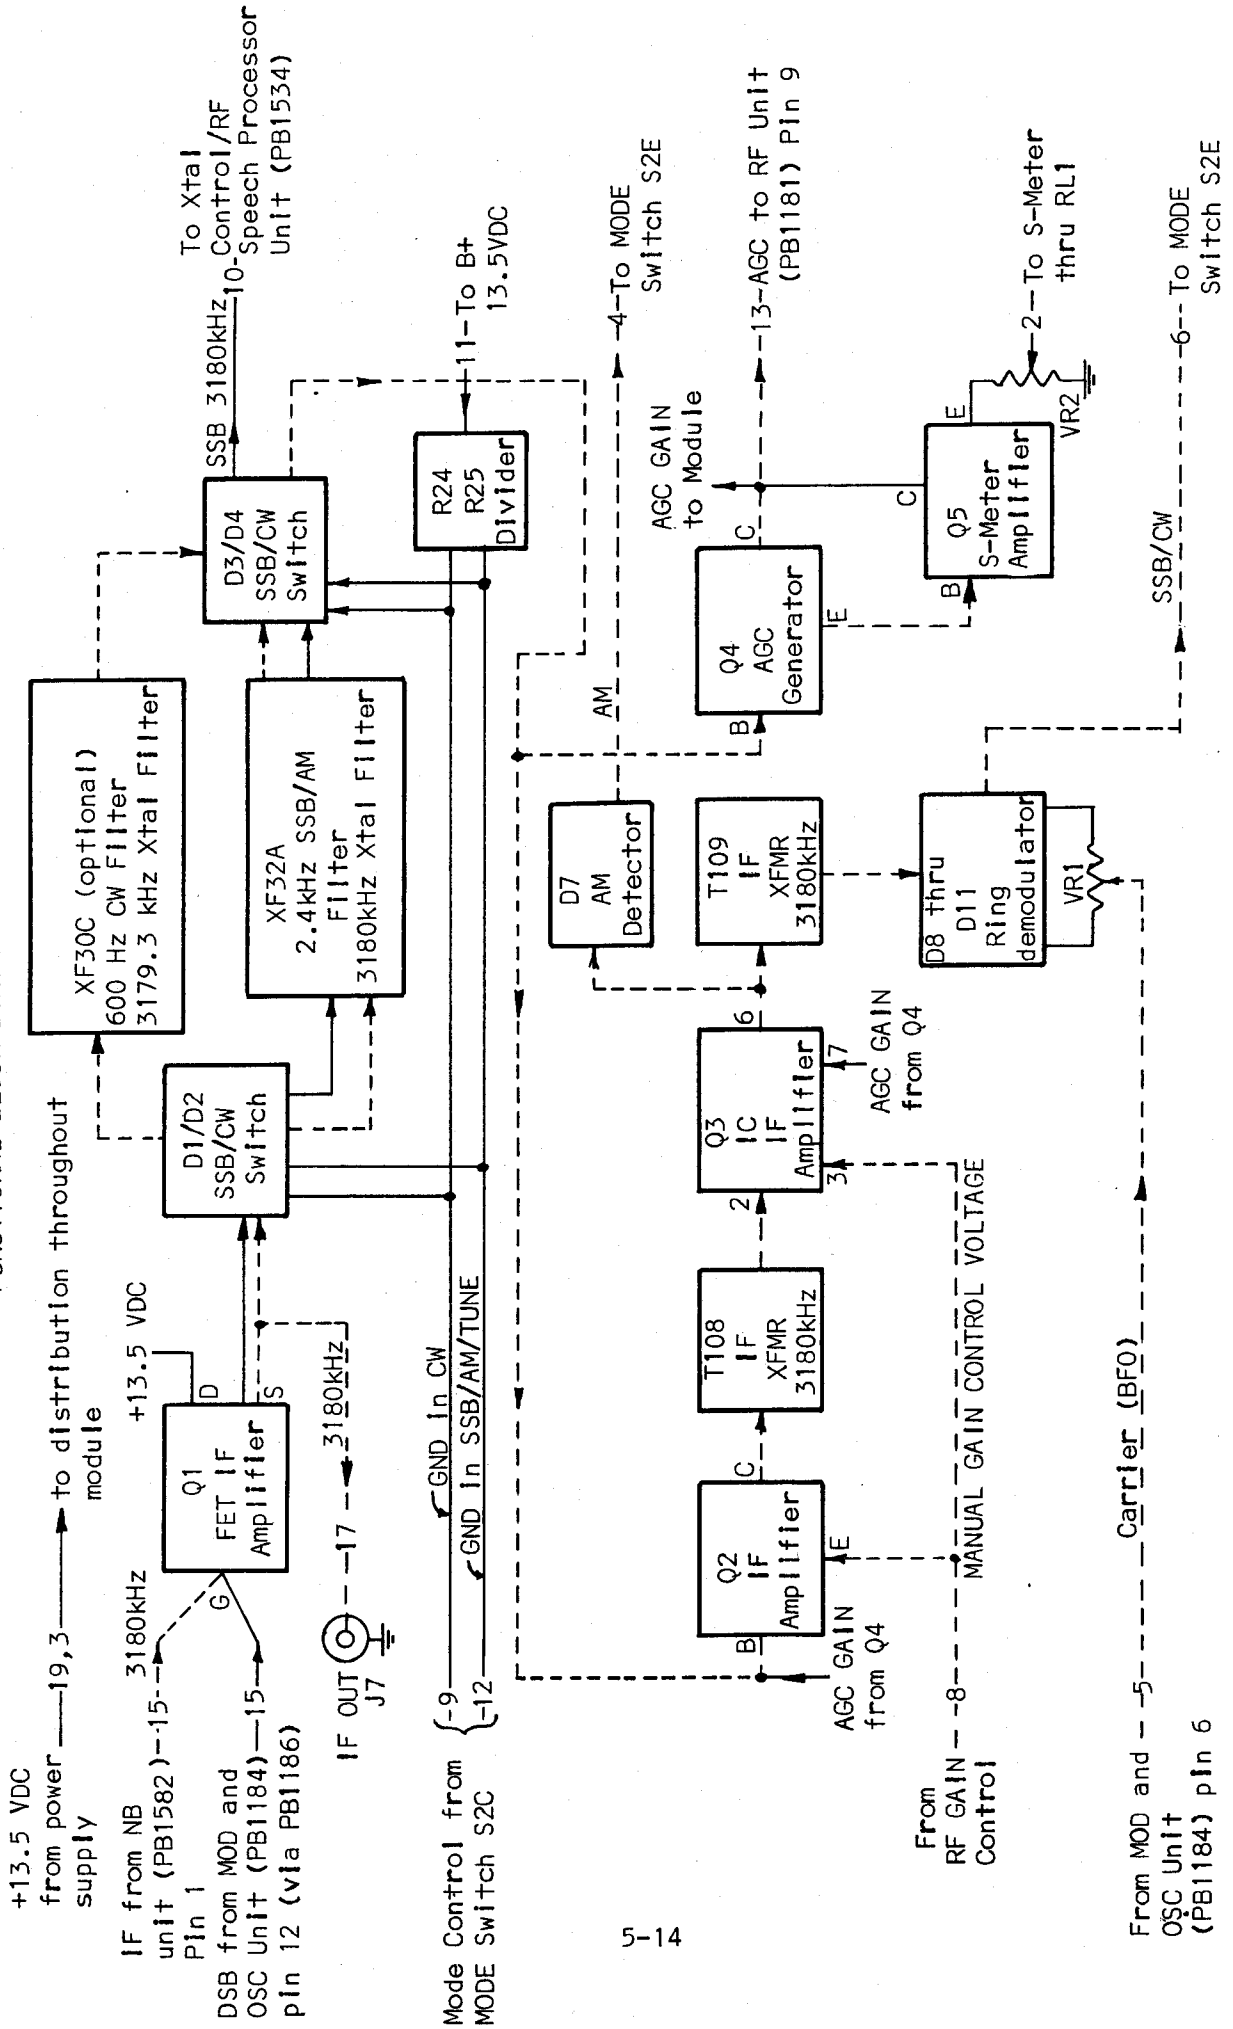 +13.5 VDC
from power
supply
19,3
to distribution throughout
module
IF from NB
unit (PB1582)
Pin 1
15
3180kHz
DSB from MOD and
OSC Unit (PB1184)
pin 12 (via PB1186)
15
G
Q1
FET IF
Amplifier
+13.5 VDC
D
S
IF OUT
J7
17
3180kHz
D1/D2
SSB/CW
Switch
XF30C (optional)
600 Hz CW Filter
3179.3 kHz Xtal Filter
XF32A
2.4kHz SSB/AM
Filter
3180kHz Xtal Filter
D3/D4
SSB/CW
Switch
SSB 3180kHz
10
To Xtal
Control/RF
Speech Processor
Unit (PB1534)
Mode Control from
MODE Switch S2C
-9
-12
GND in CW
GND in SSB/AM/TUNE
R24
R25
Divider
11-To B+
13.5VDC
AGC GAIN
from Q4
B
Q2
IF
Amplifier
C
E
T108
IF
XFMR
3180kHz
2
Q3
IC
IF
Amplifier
3
6
7
AGC GAIN
from Q4
D7
AM
Detector
AM
4-To MODE
Switch S2E
T109
IF
XFMR
3180kHz
B
Q4
AGC
Generator
C
E
AGC GAIN
to Module
13-AGC to RF Unit
(PB1181) Pin 9
B
Q5
S-Meter
Amplifier
C
E
VR2
2-To S-Meter
thru RL1
From
RF GAIN
Control
8
MANUAL GAIN CONTROL VOLTAGE
D8 thru
D11
Ring
demodulator
VR1
SSB/CW
6-To MODE
Switch S2E
From MOD and
OSC Unit
(PB1184) pin 6
5
Carrier (BFO)
5-14